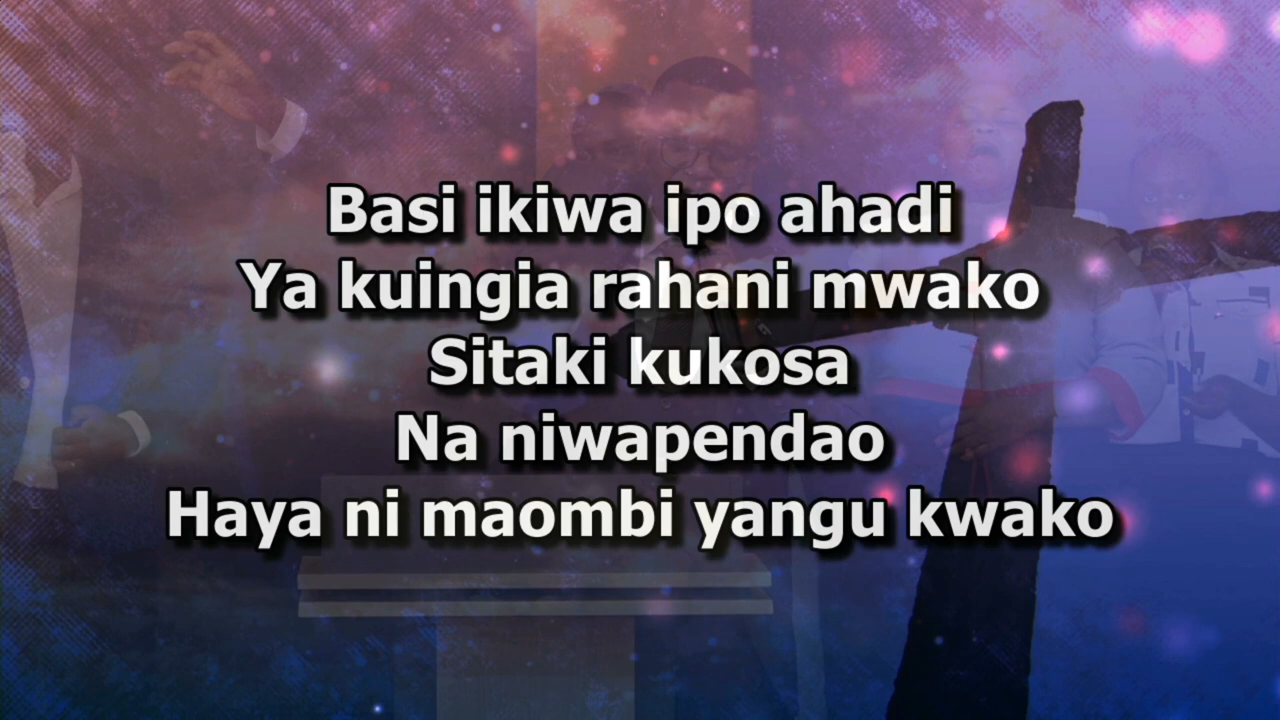 Basi ikiwa ipo ahadi
Ya kuingia rahani mwako
Sitaki kukosa
Na niwapendao
Haya ni maombi yangu kwako